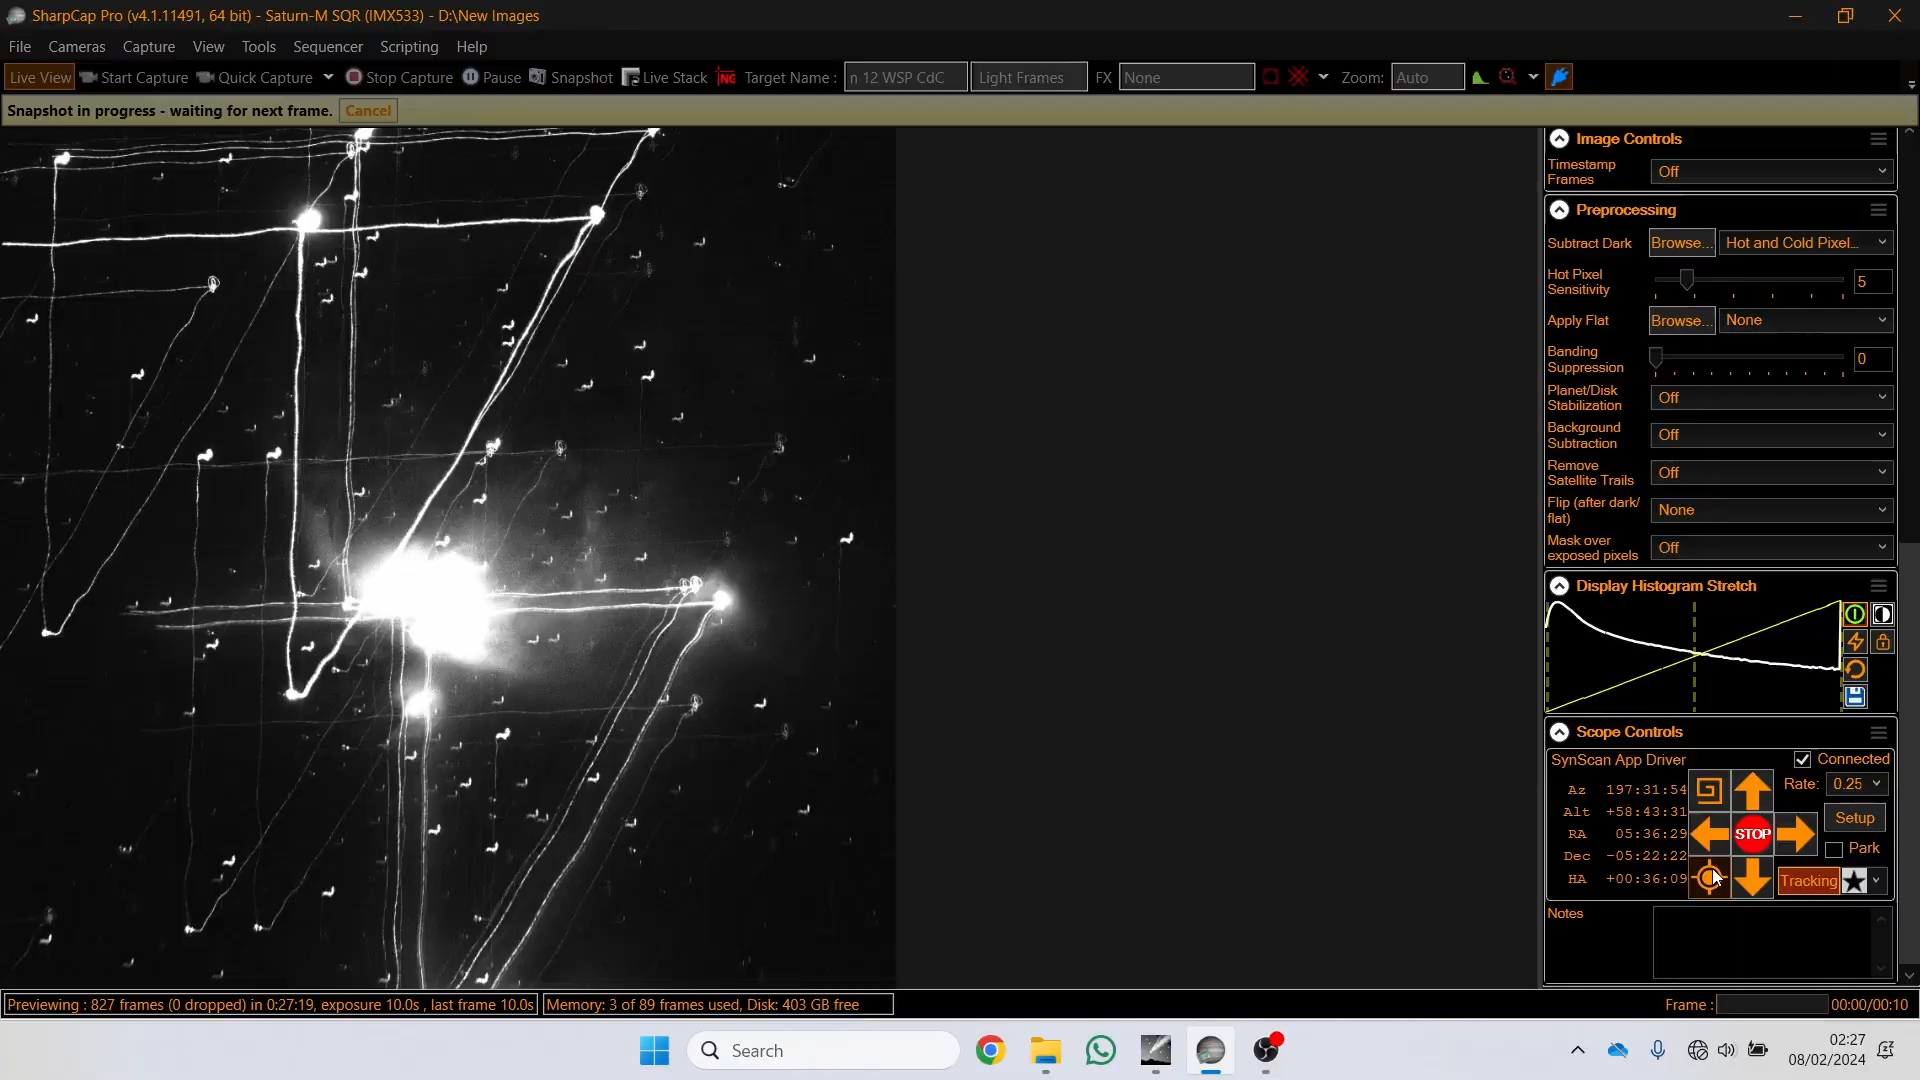 SharpCap Pro (v4.1.11491, 64 bit) - Saturn-M SQR (IMX533) - D:\New Images
File Cameras Capture View Tools Sequencer Scripting Help
Live View Start Capture Quick Capture Stop Capture Pause Snapshot Live Stack NG Target Name : n 12 WSP CdC Light Frames FX None Zoom: Auto
Snapshot in progress - waiting for next frame. Cancel
Image Controls
Timestamp
Frames
Off
Preprocessing
Subtract Dark Browse... Hot and Cold Pixel...
Hot Pixel
Sensitivity
5
Apply Flat Browse... None
Banding
Suppression
0
Planet/Disk
Stabilization
Off
Background
Subtraction
Off
Remove
Satellite Trails
Off
Flip (after dark/
flat)
None
Mask over
exposed pixels
Off
Display Histogram Stretch
Scope Controls
SynScan App Driver Connected
Az 197:31:54 Rate: 0.25
Alt +58:43:31 Setup
RA 05:36:29 STOP
Dec -05:22:22 Park
HA +00:36:09 Tracking
Notes
Previewing : 827 frames (0 dropped) in 0:27:19, exposure 10.0s , last frame 10.0s Memory: 3 of 89 frames used, Disk: 403 GB free Frame : 00:00/00:10
Search
02:27
08/02/2024